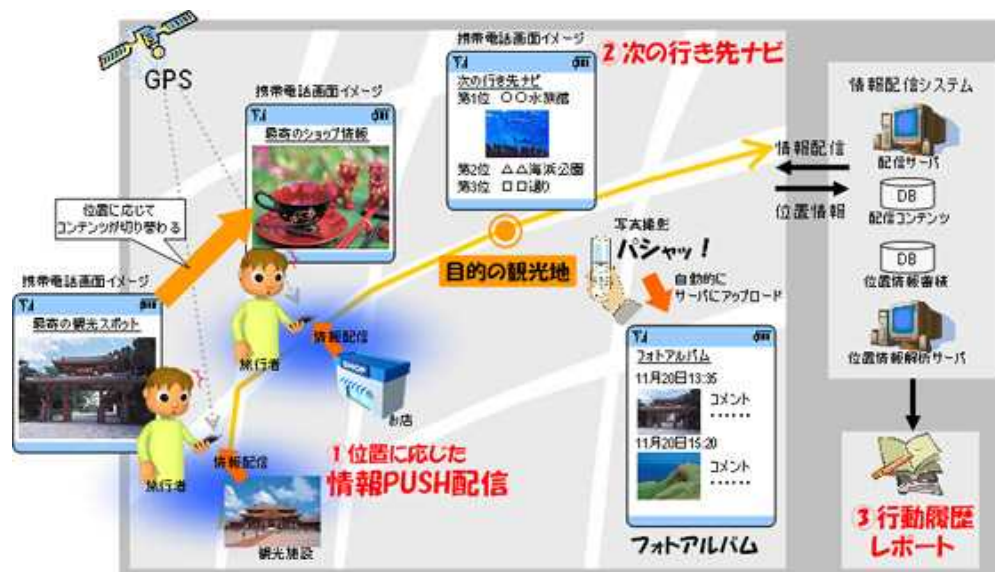 GPS
携帯電話画面イメージ
最寄のショップ情報
位置に応じて
コンテンツが切り替わる
携帯電話画面イメージ
最寄の観光スポット
携帯電話画面イメージ
次の行き先ナビ
第1位 〇〇水族館
第2位 △△海浜公園
第3位 □□通り
②次の行き先ナビ
目的の観光地
写真撮影
パシャッ！
自動的に
サーバにアップロード
旅行者
情報配信
SHOP
お店
旅行者
情報配信
観光施設
1 位置に応じた
情報PUSH配信
フォトアルバム
11月20日13:35
コメント
・・・・・・
11月20日15:20
コメント
・・・・・・
フォトアルバム
情報配信
位置情報
情報配信システム
配信サーバ
DB
配信コンテンツ
DB
位置情報蓄積
位置情報解析サーバ
③行動履歴
レポート